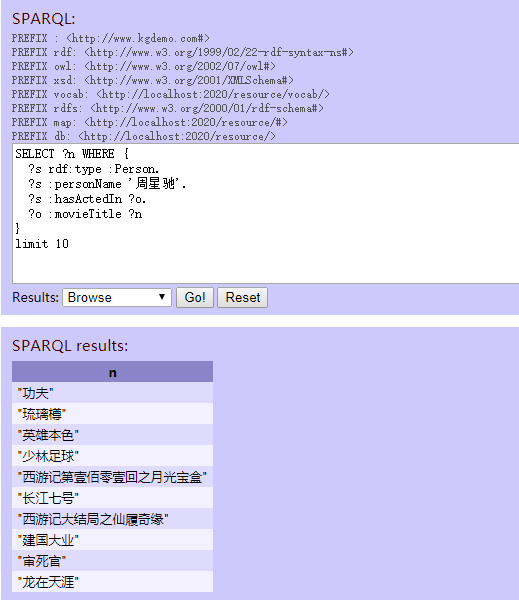 SPARQL:
PREFIX : <http://www.kgdemo.com#>
PREFIX rdf: <http://www.w3.org/1999/02/22-rdf-syntax-ns#>
PREFIX owl: <http://www.w3.org/2002/07/owl#>
PREFIX xsd: <http://www.w3.org/2001/XMLSchema#>
PREFIX vocab: <http://localhost:2020/resource/vocab/>
PREFIX rdfs: <http://www.w3.org/2000/01/rdf-schema#>
PREFIX map: <http://localhost:2020/resource/#>
PREFIX db: <http://localhost:2020/resource/>
SELECT ?n WHERE {
?s rdf:type :Person.
?s :personName '周星驰'.
?s :hasActedIn ?o.
?o :movieTitle ?n
}
limit 10
Results: Browse Go! Reset
SPARQL results:
n
"功夫"
"琉璃樽"
"英雄本色"
"少林足球"
"西游记第壹佰零壹回之月光宝盒"
"长江七号"
"西游记大结局之仙履奇缘"
"建国大业"
"审死官"
"龙在天涯"